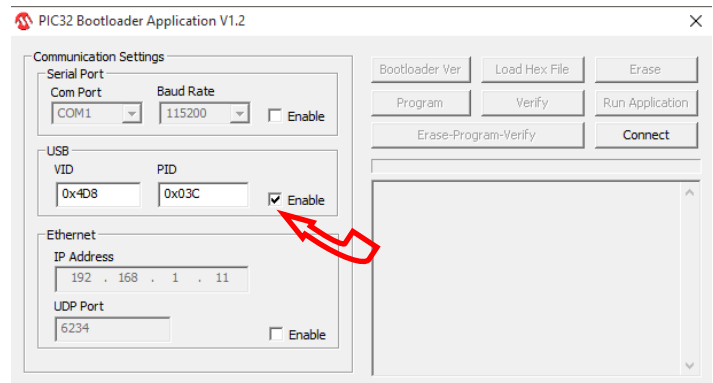 PIC32 Bootloader Application V1.2
Communication Settings
Serial Port
Com Port Baud Rate
COM1 115200 Enable
USB
VID PID
0x4D8 0x03C Enable
Ethernet
IP Address
192 . 168 . 1 . 11
UDP Port
6234 Enable
Bootloader Ver Load Hex File Erase
Program Verify Run Application
Erase-Program-Verify Connect